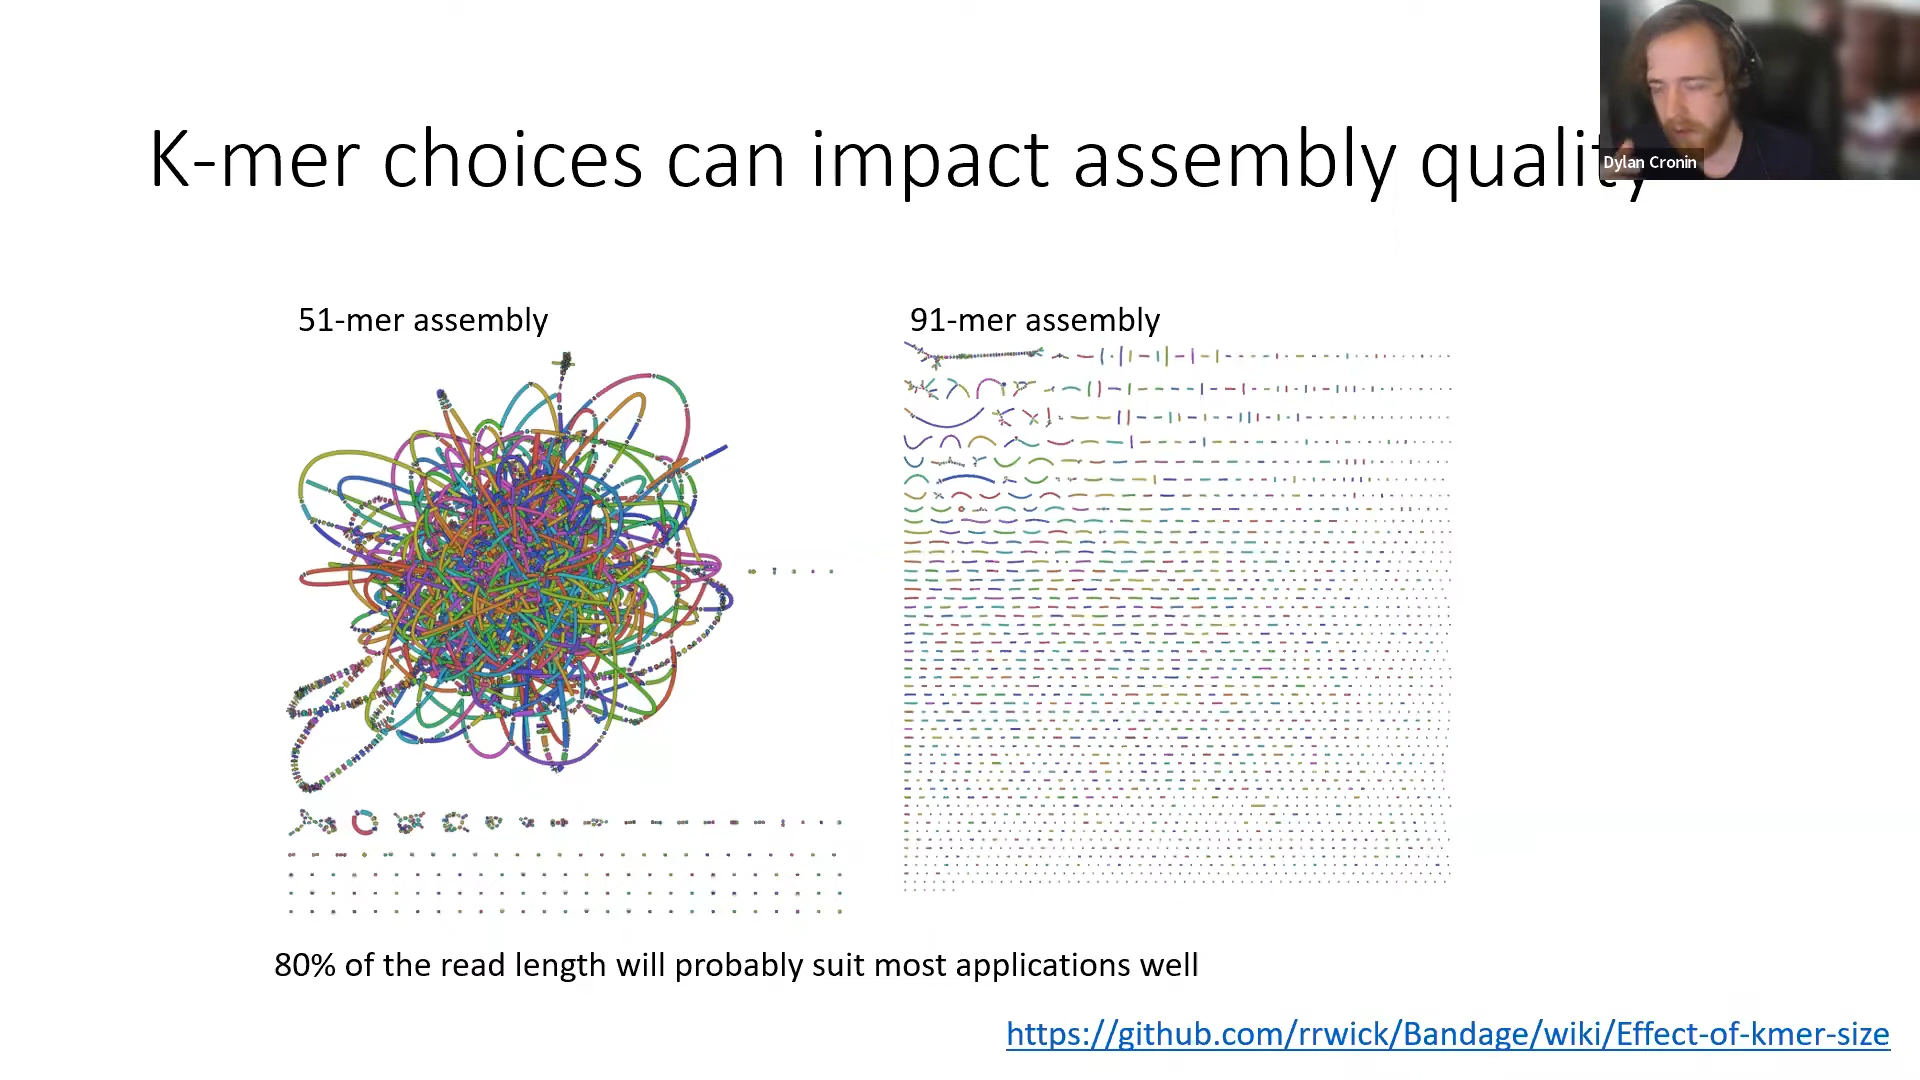 Dylan Cronin
K-mer choices can impact assembly quality
51-mer assembly
91-mer assembly
80% of the read length will probably suit most applications well
https://github.com/rrwick/Bandage/wiki/Effect-of-kmer-size